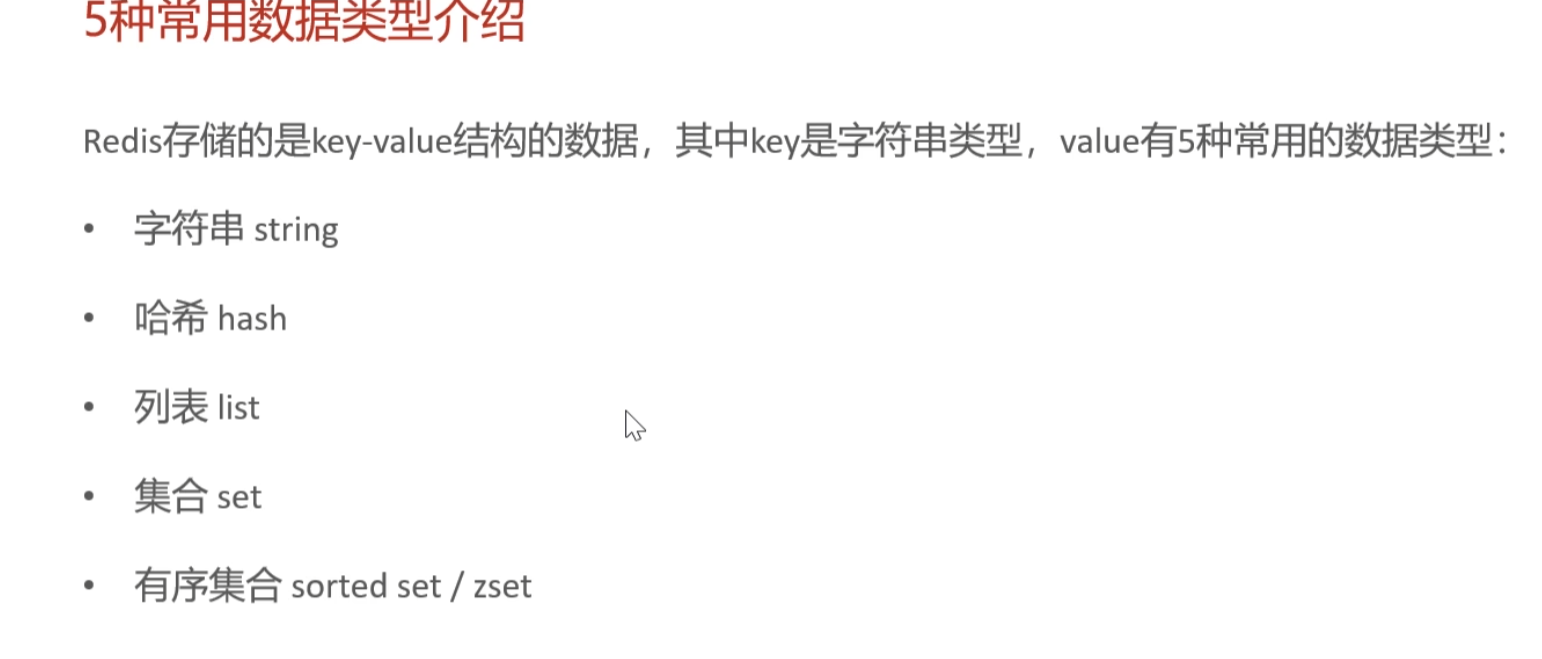 5种常用数据类型介绍
Redis存储的是key-value结构的数据，其中key是字符串类型，value有5种常用的数据类型：
• 字符串 string
• 哈希 hash
• 列表 list
• 集合 set
• 有序集合 sorted set / zset